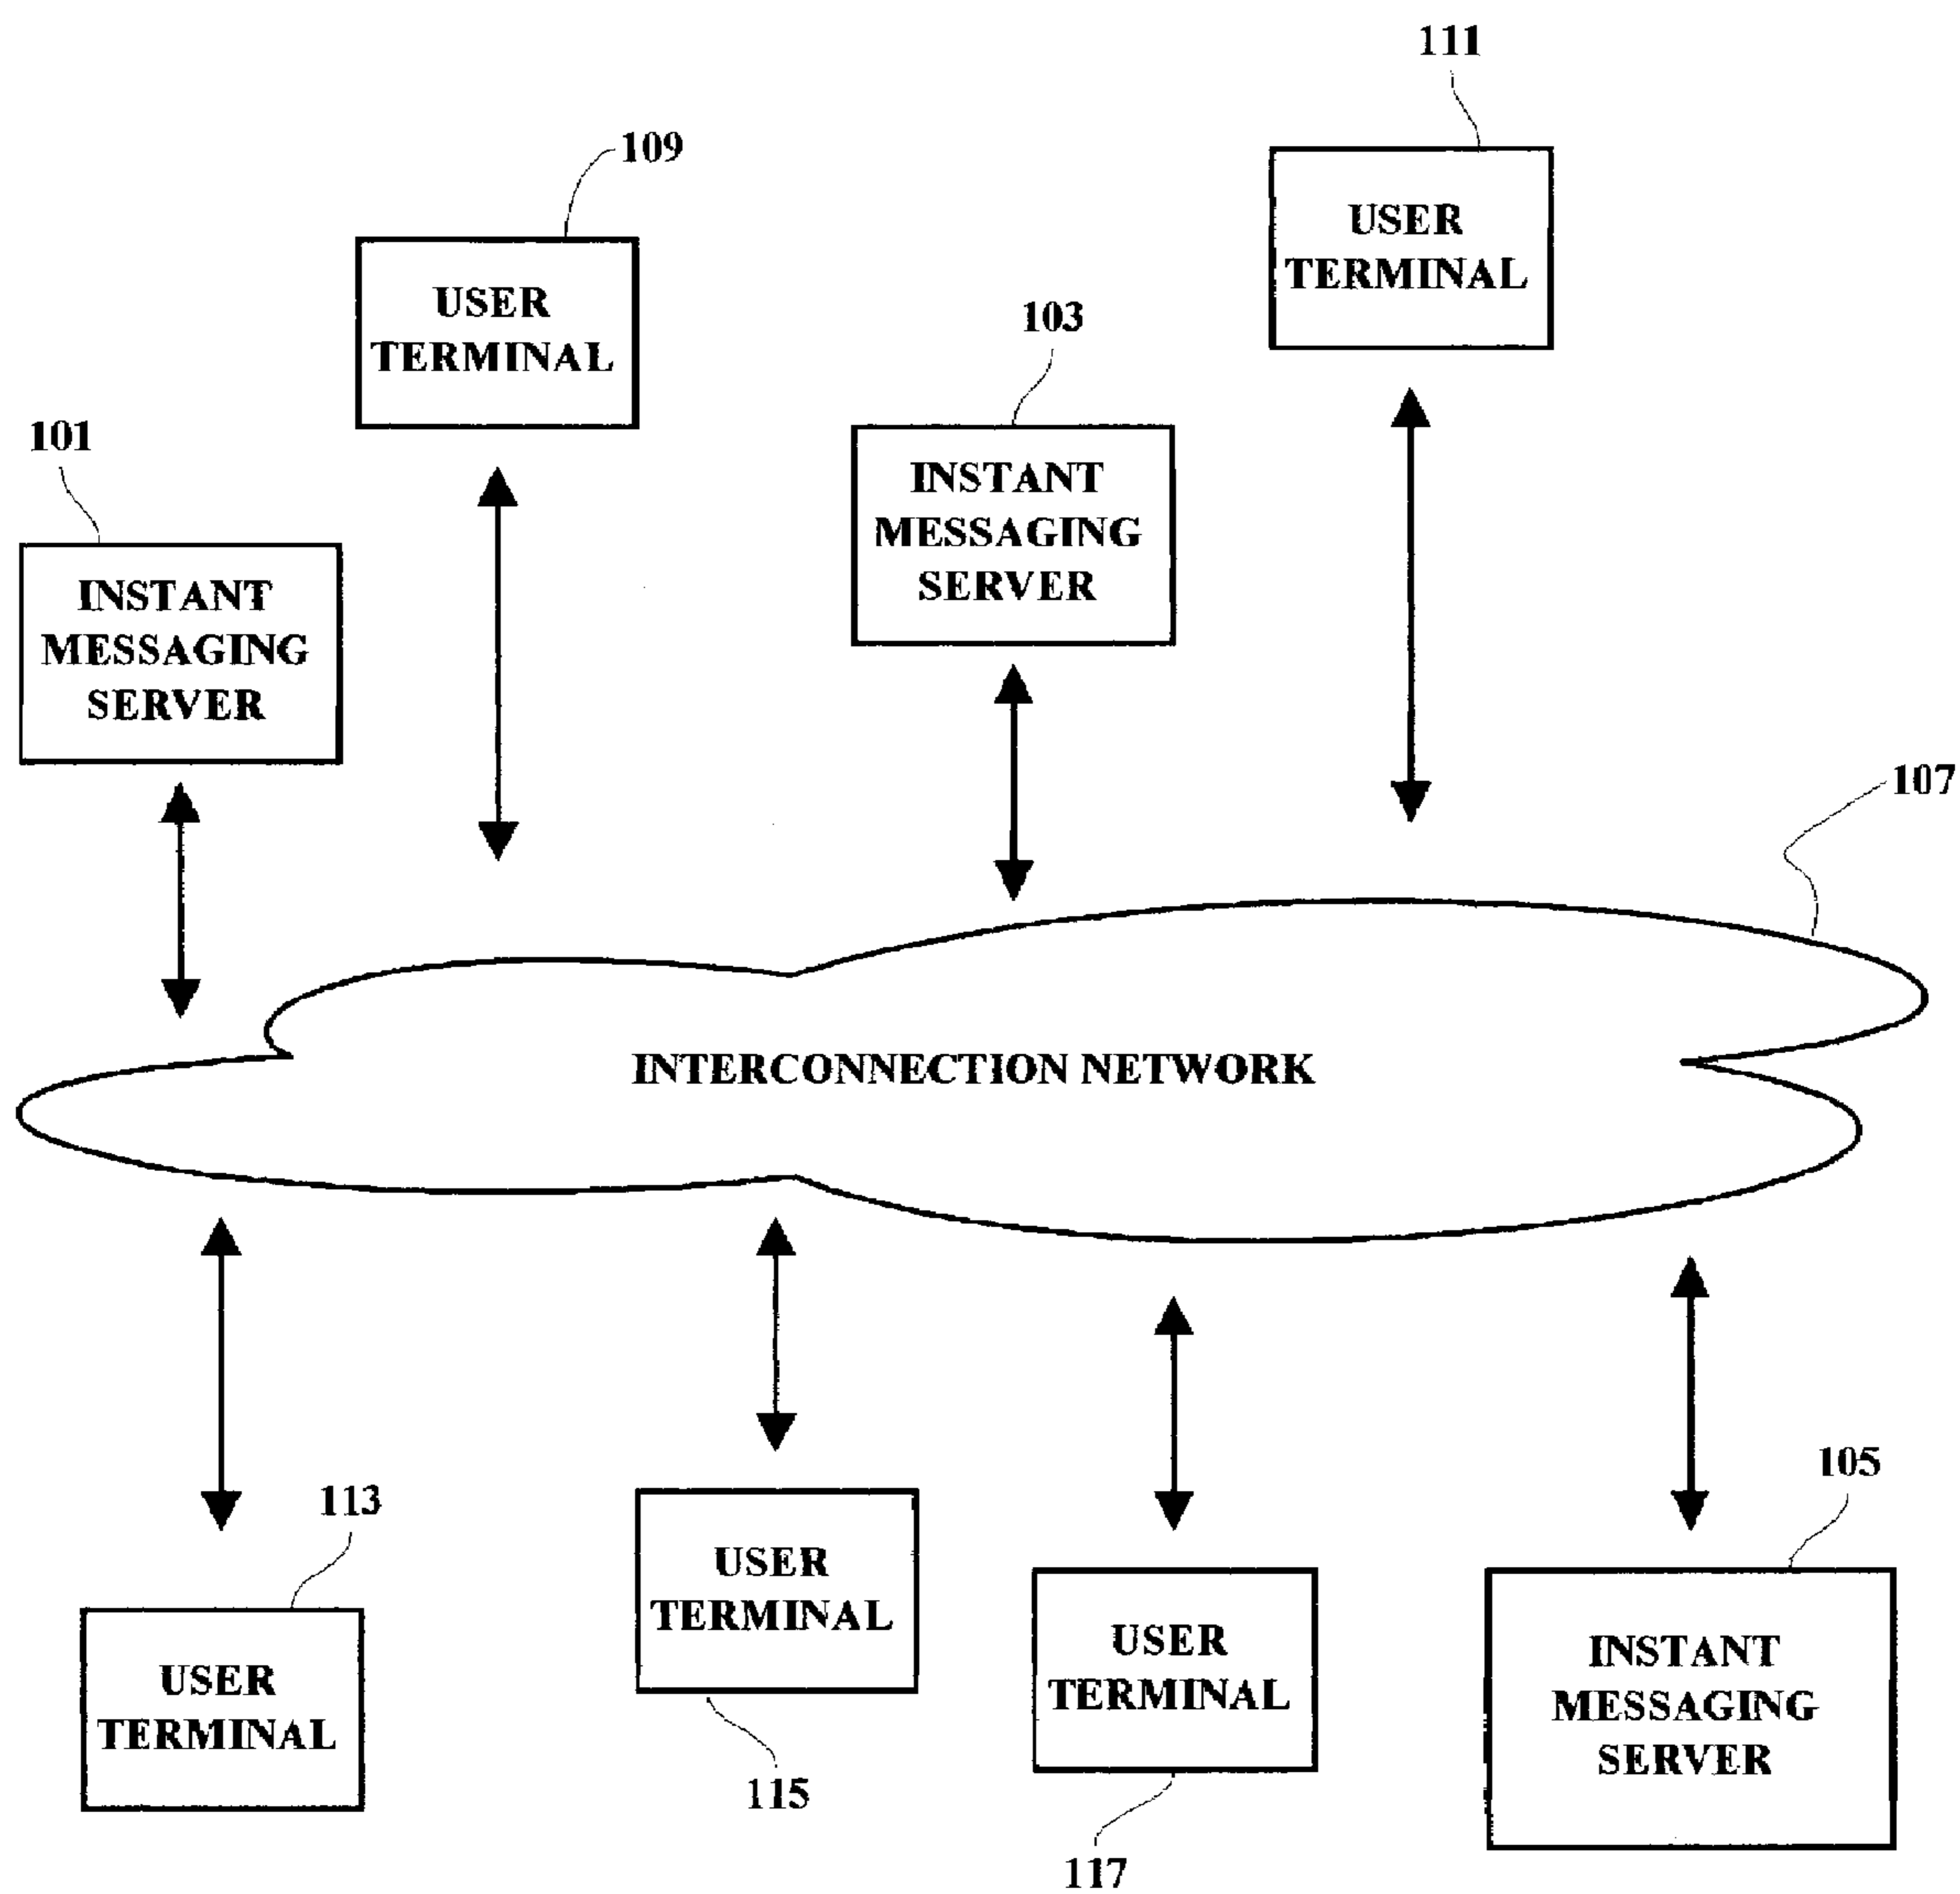 111
109
USER
TERMINAL
USER
TERMINAL
103
101
INSTANT
MESSAGING
SERVER
INSTANT
MESSAGING
SERVER
107
INTERCONNECTION NETWORK
105
113
USER
TERMINAL
USER
TERMINAL
INSTANT
MESSAGING
SERVER
USER
TERMINAL
115
117